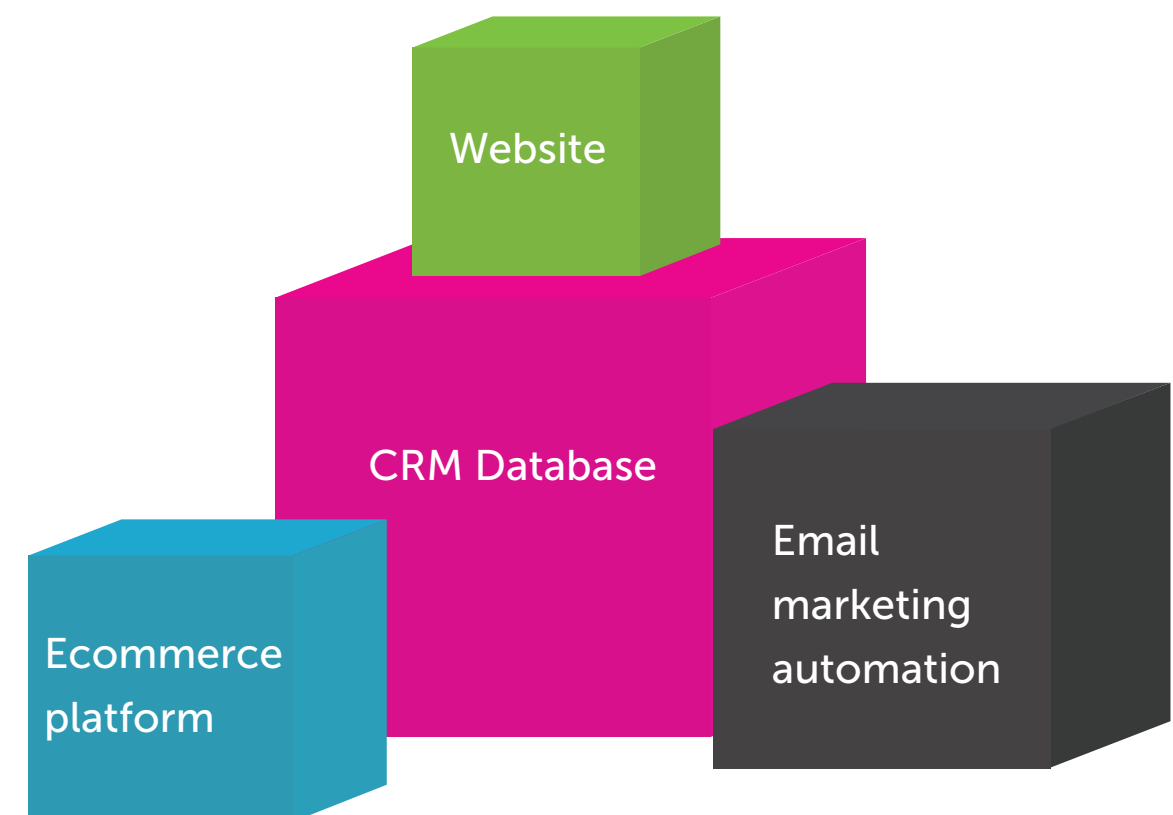 Website
CRM Database
Ecommerce
platform
Email
marketing
automation